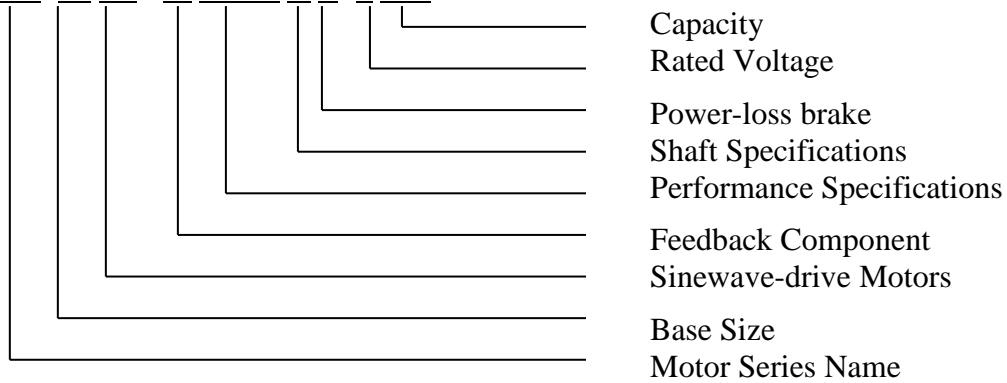 Capacity
Rated Voltage
Power-loss brake
Shaft Specifications
Performance Specifications
Feedback Component
Sinewave-drive Motors
Base Size
Motor Series Name